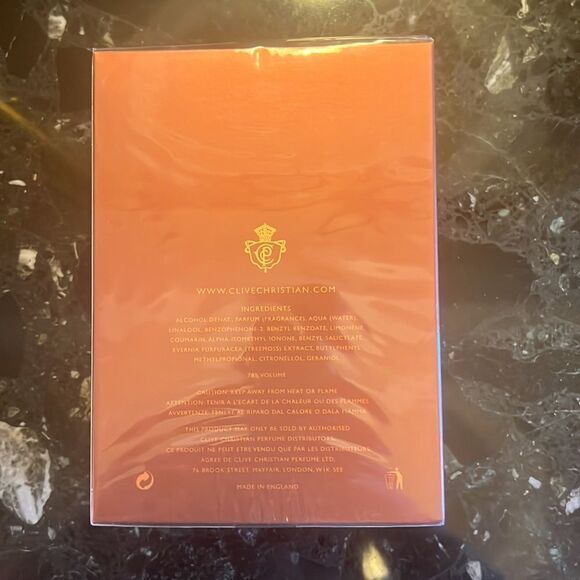 WWW.CLIVECHRISTIAN.COM
INGREDIENTS
ALCOHOL DENAT., PARFUM (FRAGRANCE), AQUA (WATER),
LINALOOL, BENZOPHENONE-2, BENZYL BENZOATE, LIMONENE,
COUMARIN, ALPHA-ISOMETHYL IONONE, BENZYL SALICYLATE,
EVERNIA FURFURACEA (TREEMOSS) EXTRACT, BUTYLPHENYL
METHYLPROPIONAL, CITRONELLOL, GERANIOL
78% VOLUME
CAUTION: KEEP AWAY FROM HEAT OR FLAME
ATTENTION: TENIR A L'ECART DE LA CHALEUR OU DES FLAMMES
AVVERTENZE: TENERE AL RIPARO DAL CALORE O DALA FIAMMA
THIS PRODUCT MAY ONLY BE SOLD BY AUTHORISED
CLIVE CHRISTIAN PERFUME DISTRIBUTORS.
CE PRODUIT NE PEUT ÊTRE VENDU QUE PAR LES DISTRIBUTEURS
AGREE DE CLIVE CHRISTIAN PERFUME LTD,
76 BROOK STREET, MAYFAIR, LONDON, W1K 5EE
MADE IN ENGLAND